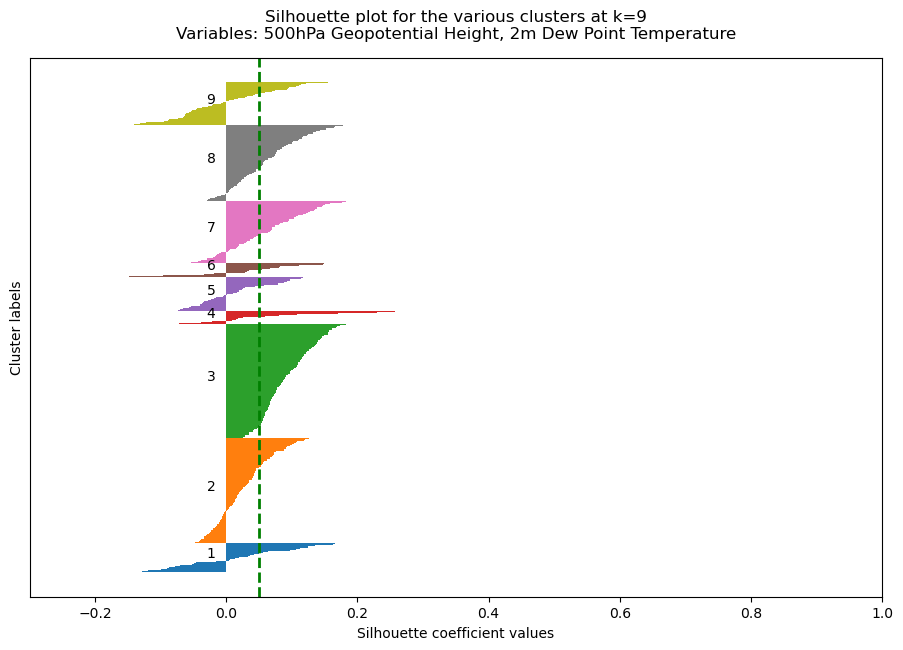 Silhouette plot for the various clusters at k=9
Variables: 500hPa Geopotential Height, 2m Dew Point Temperature
Cluster labels
9
8
7
6
5
4
3
2
1
−0.2 0.0 0.2 0.4 0.6 0.8 1.0
Silhouette coefficient values